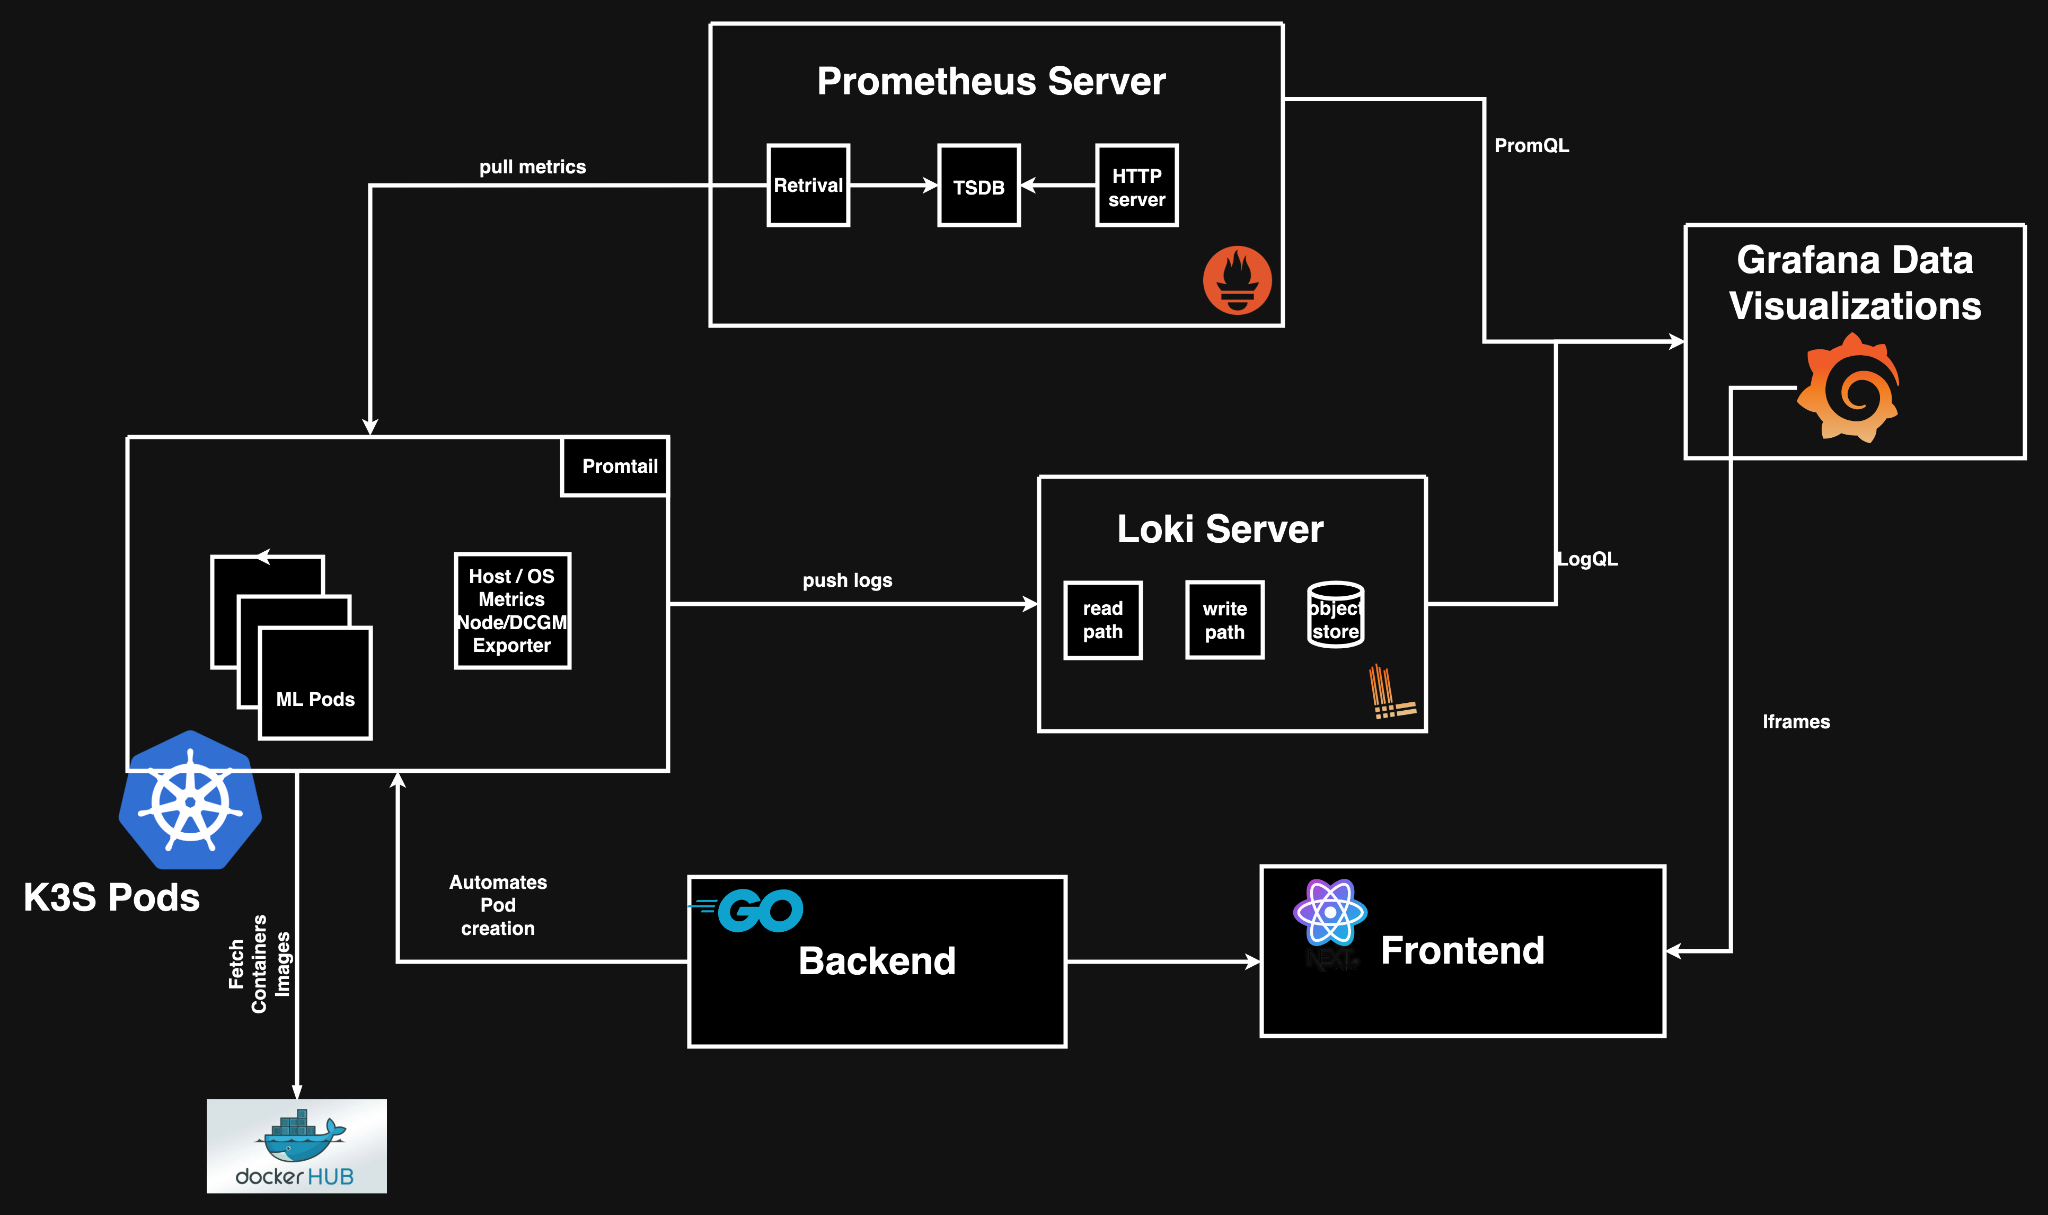 Prometheus Server
pull metrics
Retrival
TSDB
HTTP
server
PromQL
Grafana Data
Visualizations
Promtail
Host / OS
Metrics
Node/DCGM
Exporter
ML Pods
push logs
Loki Server
read
path
write
path
object
store
LogQL
Iframes
K3S Pods
Fetch
Containers
Images
Automates
Pod
creation
GO
Backend
NEXT
Frontend
docker HUB